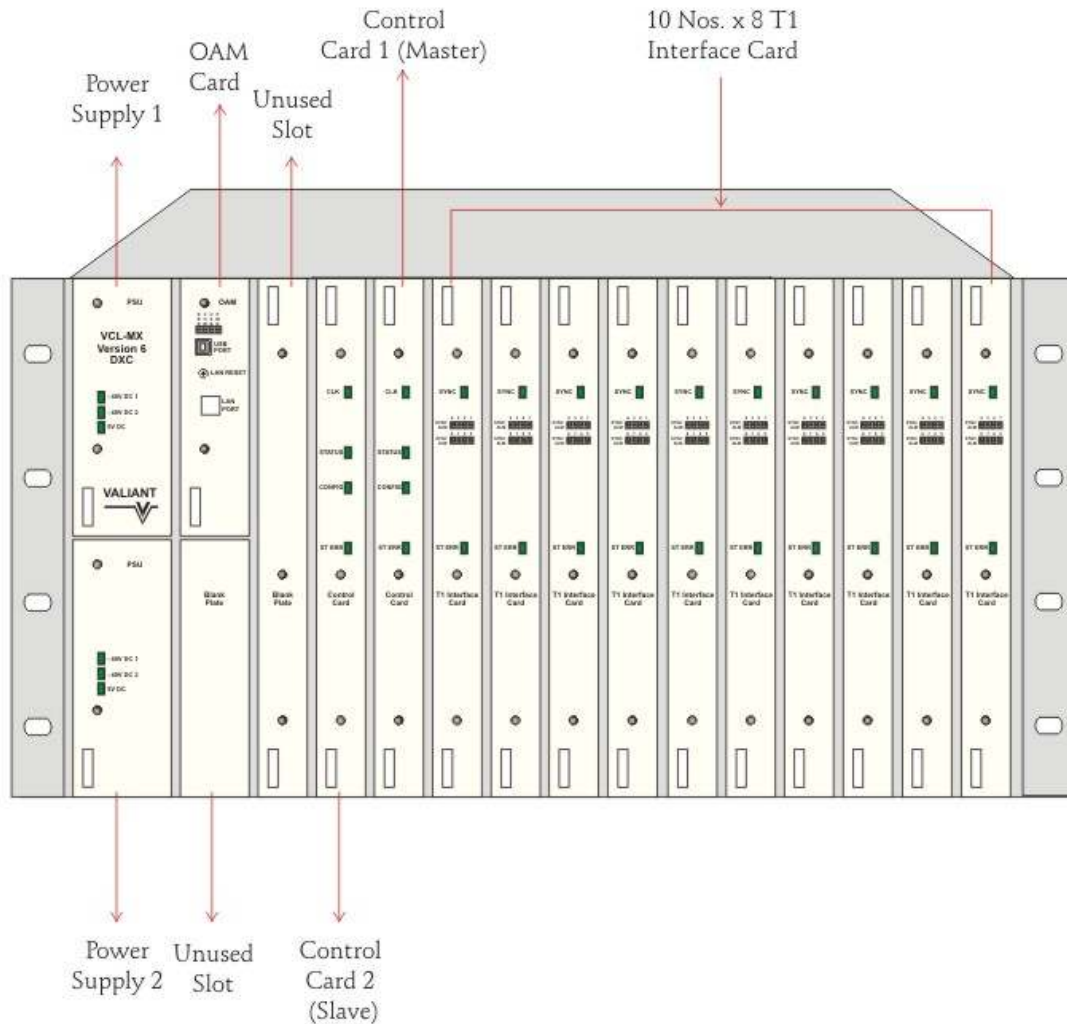 Control
Card 1 (Master)
10 Nos. x 8 T1
Interface Card
OAM
Card
Power
Supply 1
Unused
Slot
PSU
VCL-MX
Version 6
DXC
-48V DC 1
-48V DC 2
5V DC
VALIANT
OAM
USB
PORT
LAN RESET
LAN
PORT
CLK
STATUS
CONFIG
ST ERR
CLK
STATUS
CONFIG
ST ERR
SYNC
ST ERR
SYNC
ST ERR
SYNC
ST ERR
SYNC
ST ERR
SYNC
ST ERR
SYNC
ST ERR
SYNC
ST ERR
SYNC
ST ERR
SYNC
ST ERR
SYNC
ST ERR
PSU
-48V DC 1
-48V DC 2
5V DC
Blank
Plate
Blank
Plate
Control
Card
Control
Card
T1 Interface
Card
T1 Interface
Card
T1 Interface
Card
T1 Interface
Card
T1 Interface
Card
T1 Interface
Card
T1 Interface
Card
T1 Interface
Card
T1 Interface
Card
T1 Interface
Card
Power
Supply 2
Unused
Slot
Control
Card 2
(Slave)